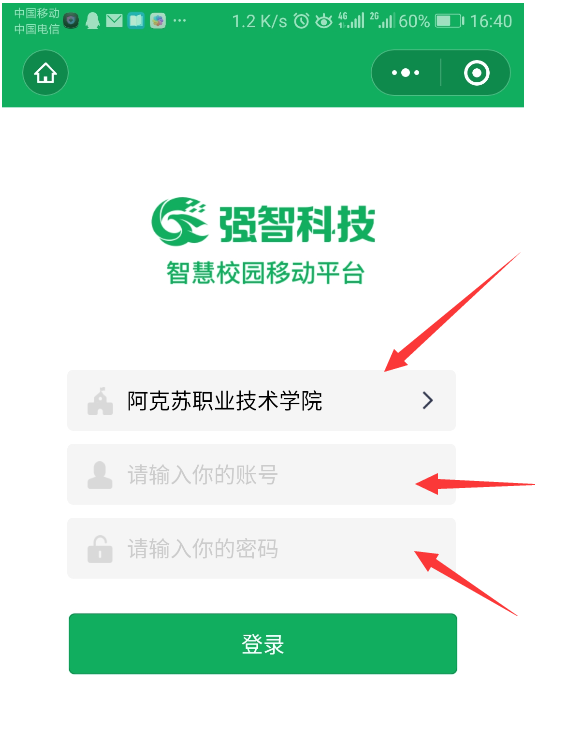 中国移动
中国电信
1.2 K/s 4G 2G 60% 16:40
强智科技
智慧校园移动平台
阿克苏职业技术学院
请输入你的账号
请输入你的密码
登录